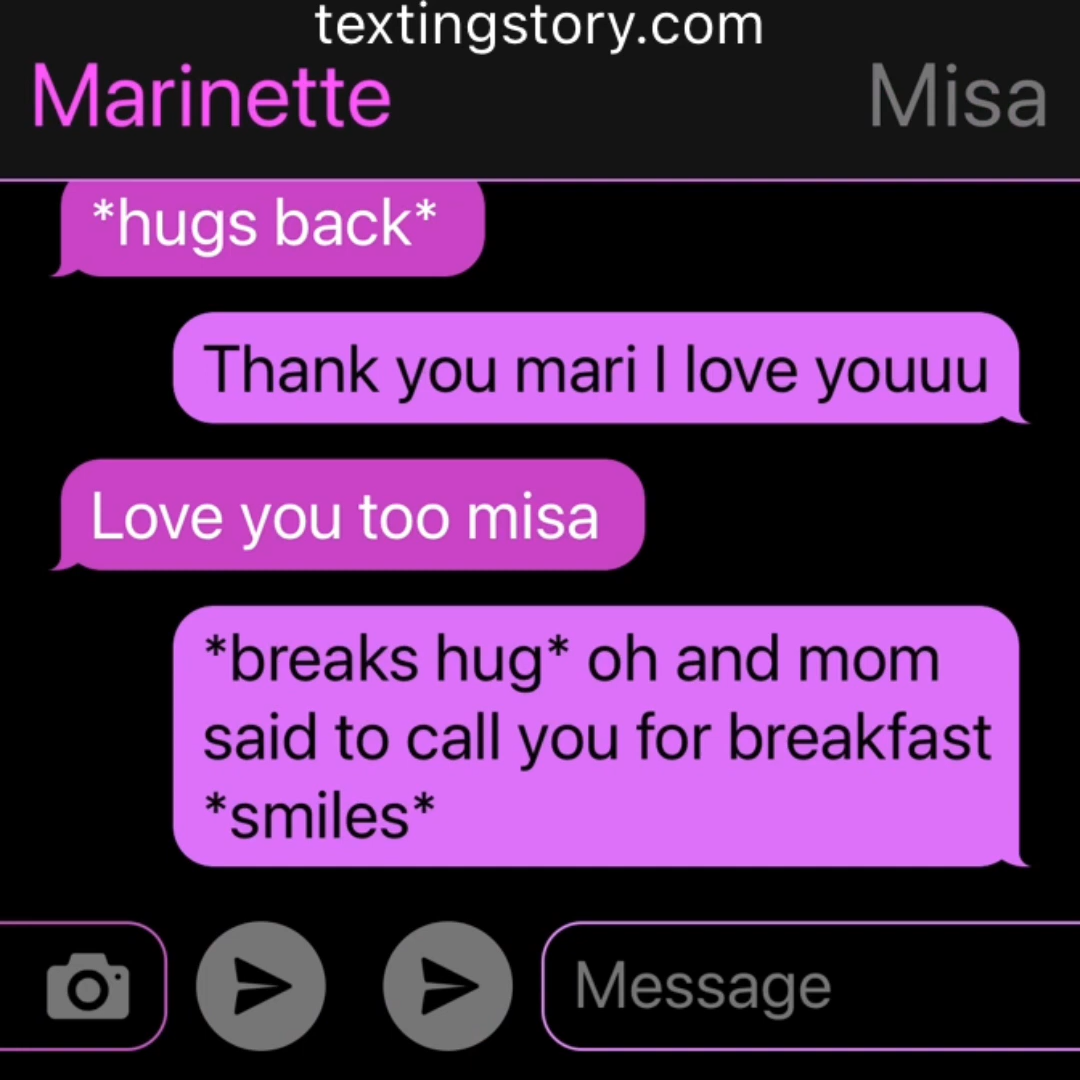 textingstory.com
Marinette
Misa
*hugs back*
Thank you mari I love youuu
Love you too misa
*breaks hug* oh and mom
said to call you for breakfast
*smiles*
Message